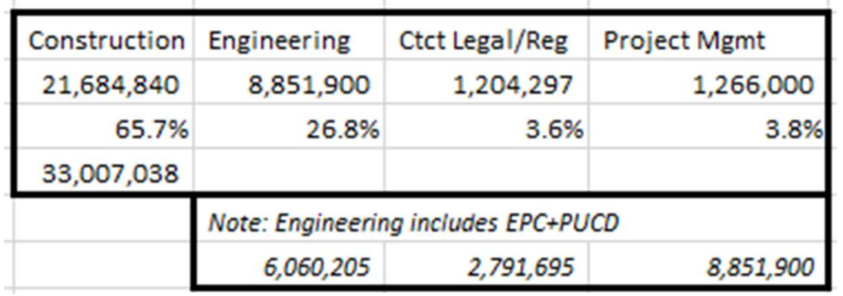 Construction Engineering Ctct Legal/Reg Project Mgmt
21,684,840 8,851,900 1,204,297 1,266,000
65.7% 26.8% 3.6% 3.8%
33,007,038
Note: Engineering includes EPC+PUCD
6,060,205 2,791,695 8,851,900